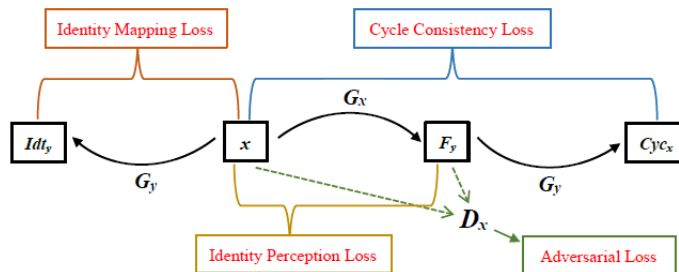 Identity Mapping Loss
Cycle Consistency Loss
Gx
Idty
x
Fy
Cycx
Gy
Gy
Dx
Identity Perception Loss
Adversarial Loss